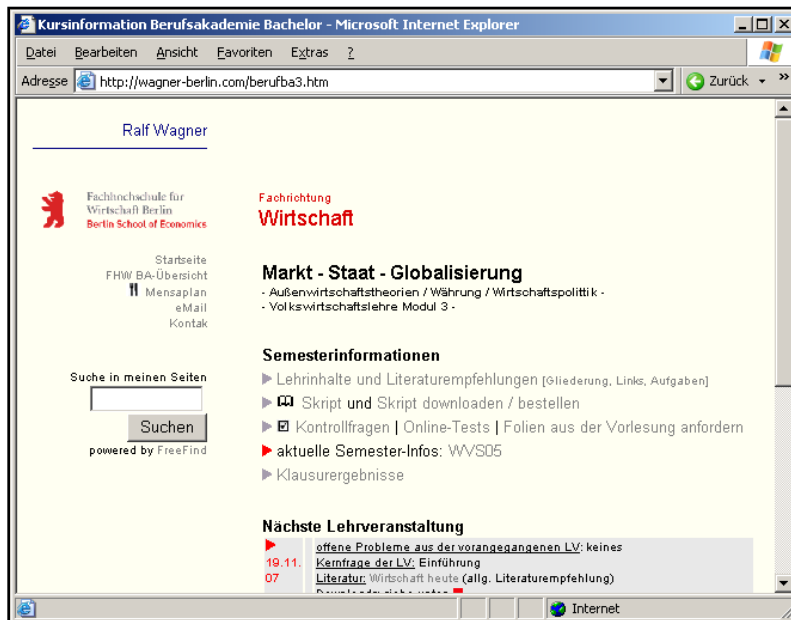 Kursinformation Berufsakademie Bachelor - Microsoft Internet Explorer
Datei Bearbeiten Ansicht Favoriten Extras ?
Adresse http://wagner-berlin.com/berufba3.htm Zurück »
Ralf Wagner
Fachhochschule für
Wirtschaft Berlin
Berlin School of Economics
Startseite
FHW BA-Übersicht
Mensaplan
eMail
Kontak
Suche in meinen Seiten
Suchen
powered by FreeFind
Fachrichtung
Wirtschaft
Markt - Staat - Globalisierung
- Außenwirtschaftstheorien / Währung / Wirtschaftspolittik -
- Volkswirtschaftslehre Modul 3 -
Semesterinformationen
Lehrinhalte und Literaturempfehlungen [Gliederung, Links, Aufgaben]
Skript und Skript downloaden / bestellen
Kontrollfragen | Online-Tests | Folien aus der Vorlesung anfordern
aktuelle Semester-Infos: WVS05
Klausurergebnisse
Nächste Lehrveranstaltung
offene Probleme aus der vorangegangenen LV: keines
19.11. Kernfrage der LV: Einführung
07 Literatur: Wirtschaft heute (allg. Literaturempfehlung)
Internet